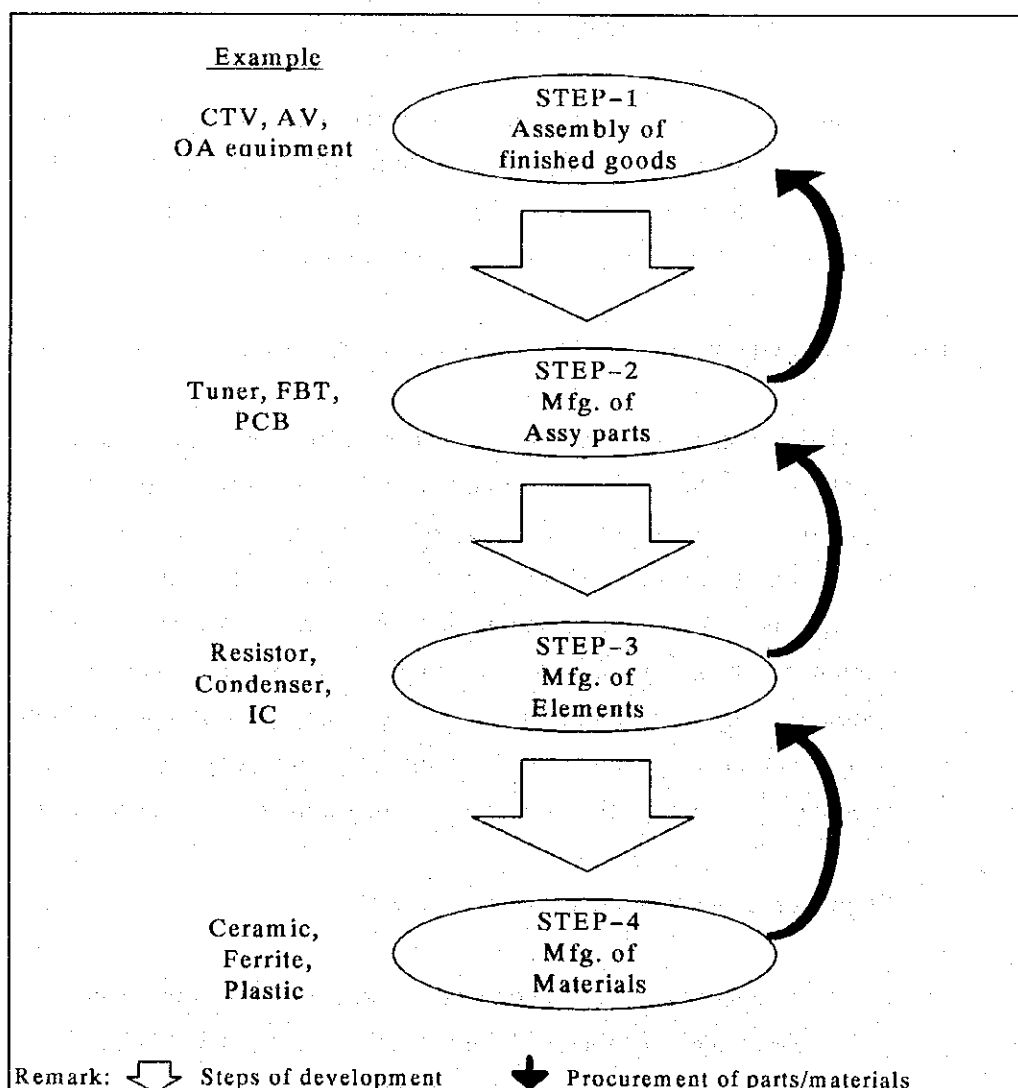 Example
CTV, AV,
OA equipment
STEP-1
Assembly of
finished goods
Tuner, FBT,
PCB
STEP-2
Mfg. of
Assy parts
Resistor,
Condenser,
IC
STEP-3
Mfg. of
Elements
Ceramic,
Ferrite,
Plastic
STEP-4
Mfg. of
Materials
Remark: Steps of development Procurement of parts/materials